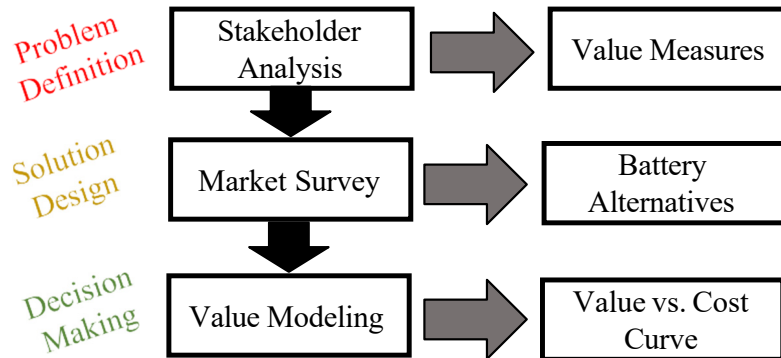 Problem
Definition
Stakeholder
Analysis
Value Measures
Solution
Design
Market Survey
Battery
Alternatives
Decision
Making
Value Modeling
Value vs. Cost
Curve